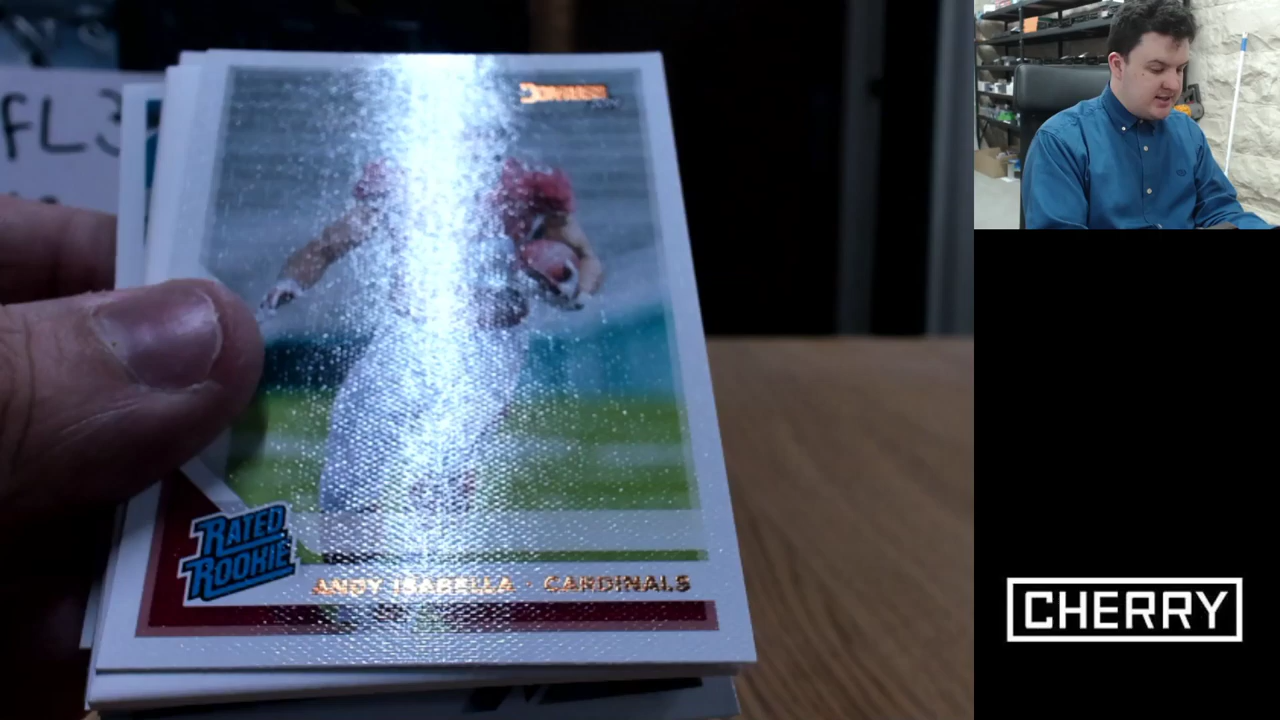 FL3
DONRUSS
RATED
ROOKIE
ANDY ISABELLA · CARDINALS
CHERRY